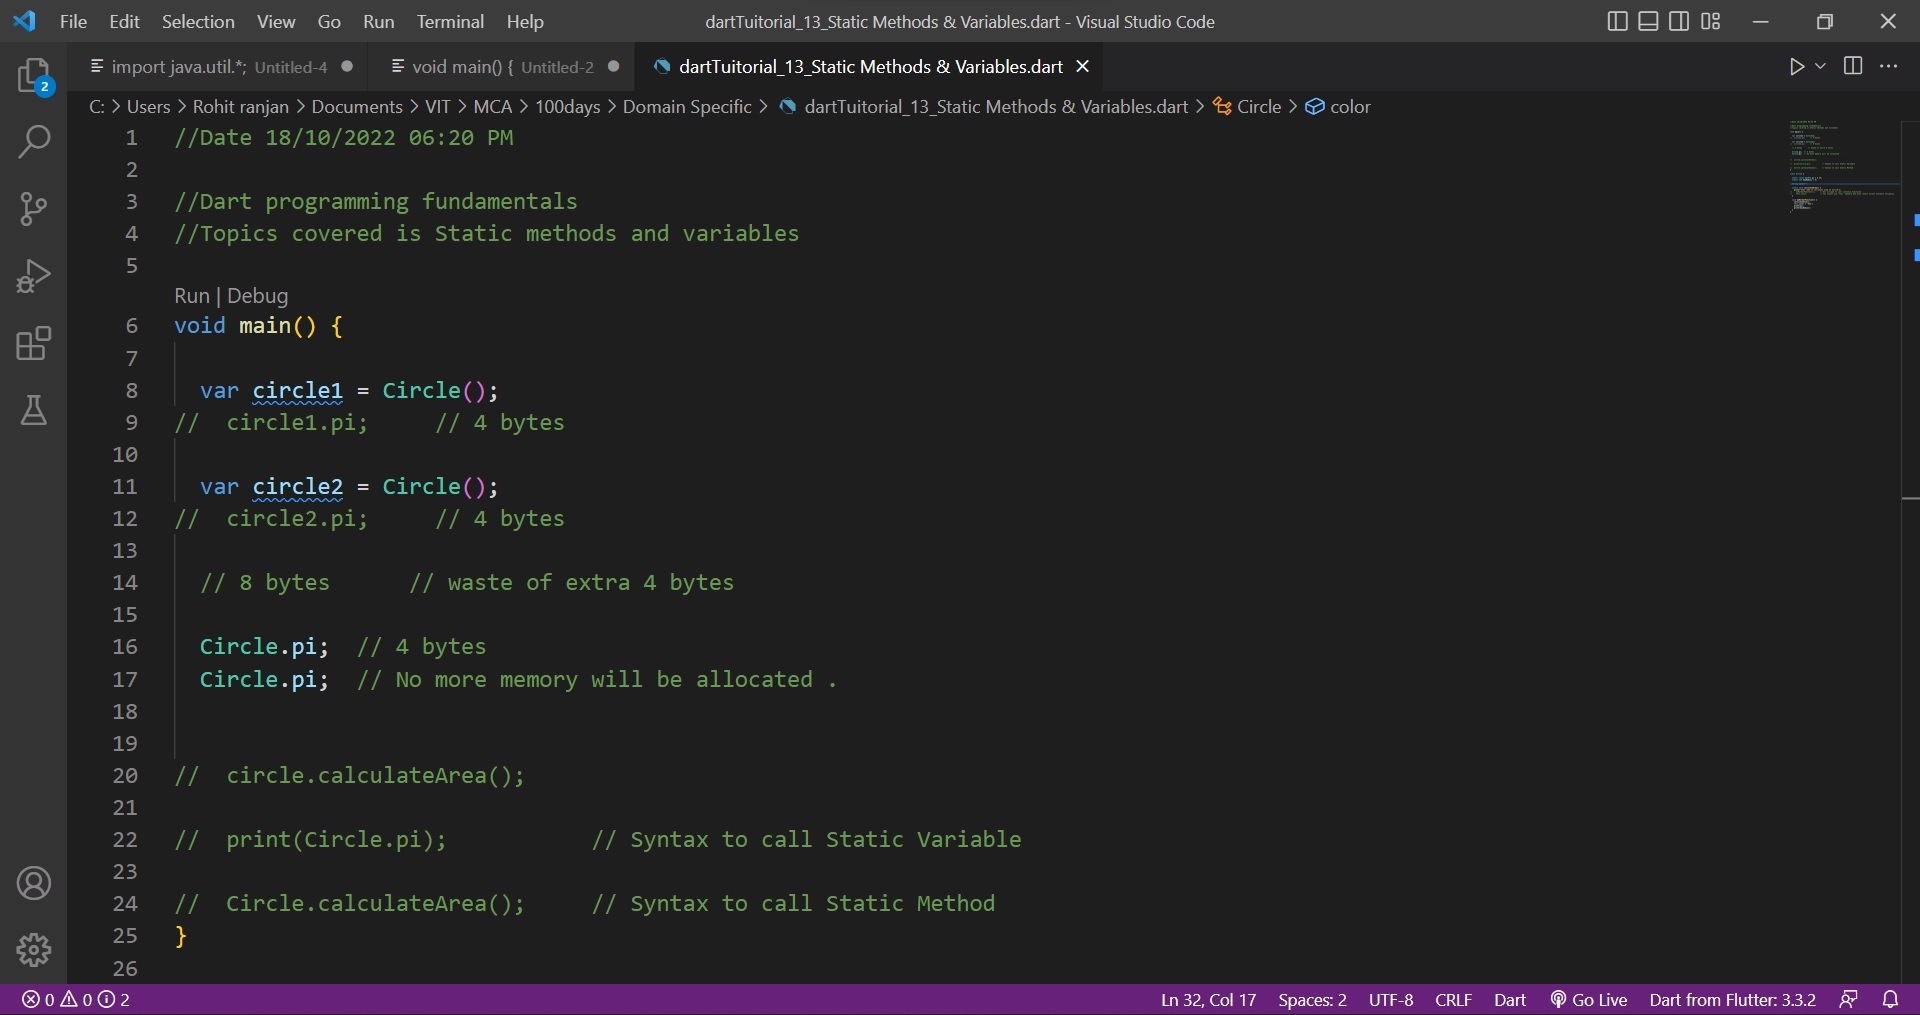 File Edit Selection View Go Run Terminal Help dartTuitorial_13_Static Methods & Variables.dart - Visual Studio Code
import java.util.*; Untitled-4 void main() { Untitled-2 dartTuitorial_13_Static Methods & Variables.dart
C: > Users > Rohit ranjan > Documents > VIT > MCA > 100days > Domain Specific > dartTuitorial_13_Static Methods & Variables.dart > Circle > color
2
1 //Date 18/10/2022 06:20 PM
2
3 //Dart programming fundamentals
4 //Topics covered is Static methods and variables
5
Run | Debug
6 void main() {
7
8 var circle1 = Circle();
9 // circle1.pi; // 4 bytes
10
11 var circle2 = Circle();
12 // circle2.pi; // 4 bytes
13
14 // 8 bytes // waste of extra 4 bytes
15
16 Circle.pi; // 4 bytes
17 Circle.pi; // No more memory will be allocated .
18
19
20 // circle.calculateArea();
21
22 // print(Circle.pi); // Syntax to call Static Variable
23
24 // Circle.calculateArea(); // Syntax to call Static Method
25 }
26
0 0 2 Ln 32, Col 17 Spaces: 2 UTF-8 CRLF Dart Go Live Dart from Flutter: 3.3.2